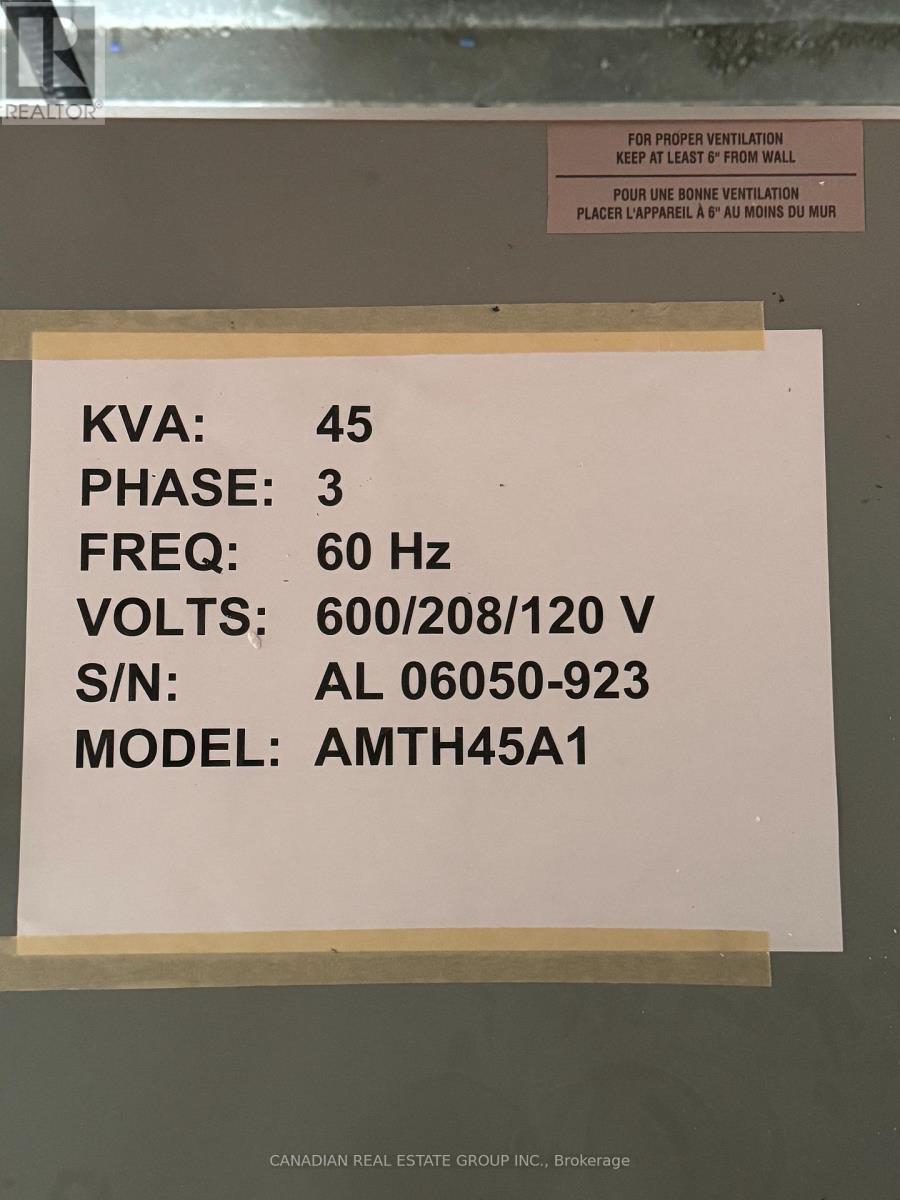 REALTOR®
FOR PROPER VENTILATION
KEEP AT LEAST 6" FROM WALL
POUR UNE BONNE VENTILATION
PLACER L'APPAREIL À 6" AU MOINS DU MUR
KVA: 45
PHASE: 3
FREQ: 60 Hz
VOLTS: 600/208/120 V
S/N: AL 06050-923
MODEL: AMTH45A1
CANADIAN REAL ESTATE GROUP INC., Brokerage